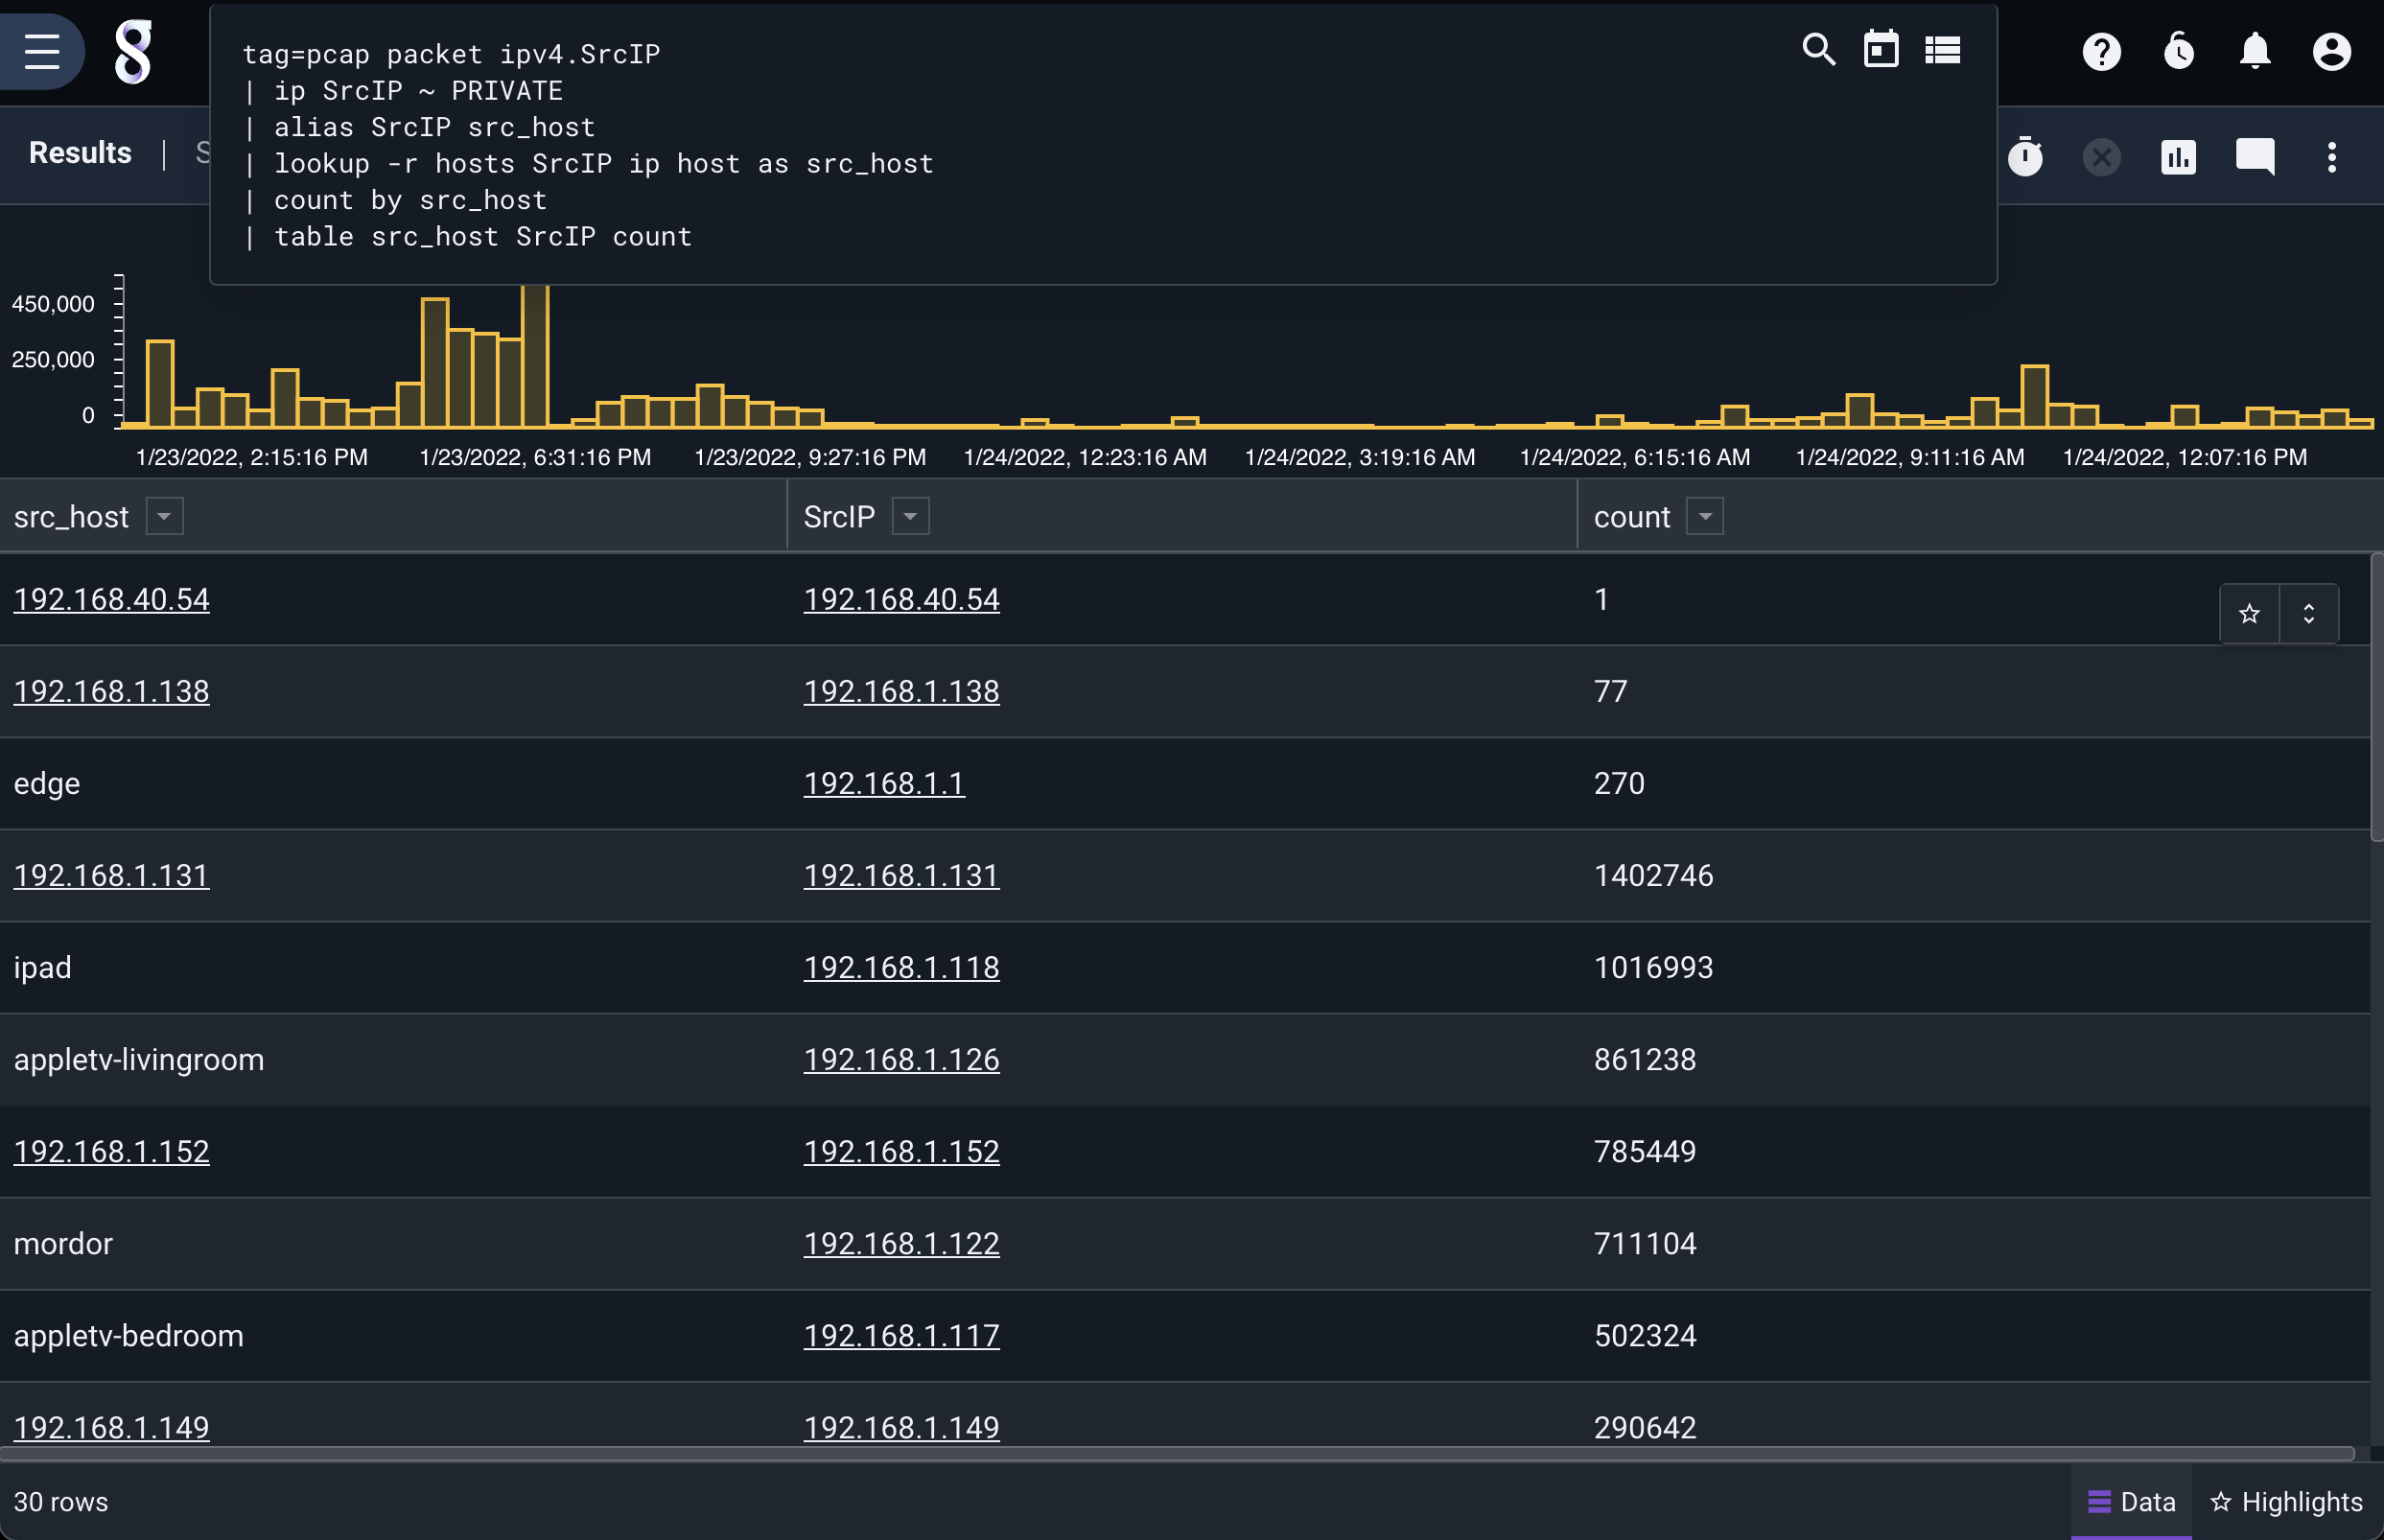 tag=pcap packet ipv4.SrcIP
| ip SrcIP ~ PRIVATE
| alias SrcIP src_host
| lookup -r hosts SrcIP ip host as src_host
| count by src_host
| table src_host SrcIP count
Results | S
450,000
250,000
0
1/23/2022, 2:15:16 PM 1/23/2022, 6:31:16 PM 1/23/2022, 9:27:16 PM 1/24/2022, 12:23:16 AM 1/24/2022, 3:19:16 AM 1/24/2022, 6:15:16 AM 1/24/2022, 9:11:16 AM 1/24/2022, 12:07:16 PM
src_host SrcIP count
192.168.40.54 192.168.40.54 1
192.168.1.138 192.168.1.138 77
edge 192.168.1.1 270
192.168.1.131 192.168.1.131 1402746
ipad 192.168.1.118 1016993
appletv-livingroom 192.168.1.126 861238
192.168.1.152 192.168.1.152 785449
mordor 192.168.1.122 711104
appletv-bedroom 192.168.1.117 502324
192.168.1.149 192.168.1.149 290642
30 rows Data Highlights